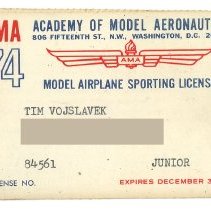 AMA ACADEMY OF MODEL AERONAUT
806 FIFTEENTH ST., N.W., WASHINGTON, D.C. 2
74
AMA
MODEL AIRPLANE SPORTING LICENS
TIM VOJSLAVEK
84561 JUNIOR
ENSE NO. EXPIRES DECEMBER 3